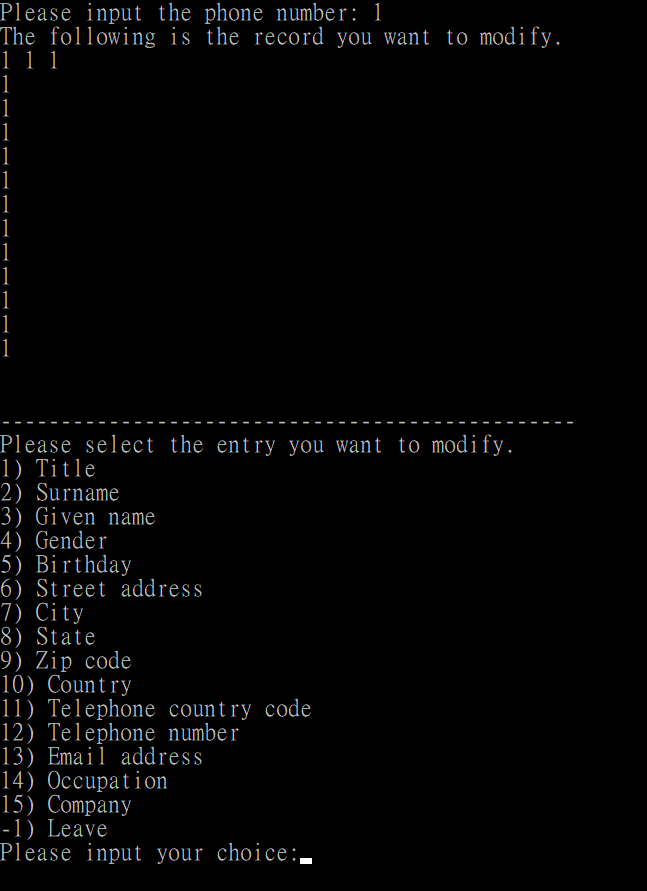 Please input the phone number: 1
The following is the record you want to modify.
1 1 1
1
1
1
1
1
1
1
1
1
1
1
1
------------------------------------------------
Please select the entry you want to modify.
1) Title
2) Surname
3) Given name
4) Gender
5) Birthday
6) Street address
7) City
8) State
9) Zip code
10) Country
11) Telephone country code
12) Telephone number
13) Email address
14) Occupation
15) Company
-1) Leave
Please input your choice: